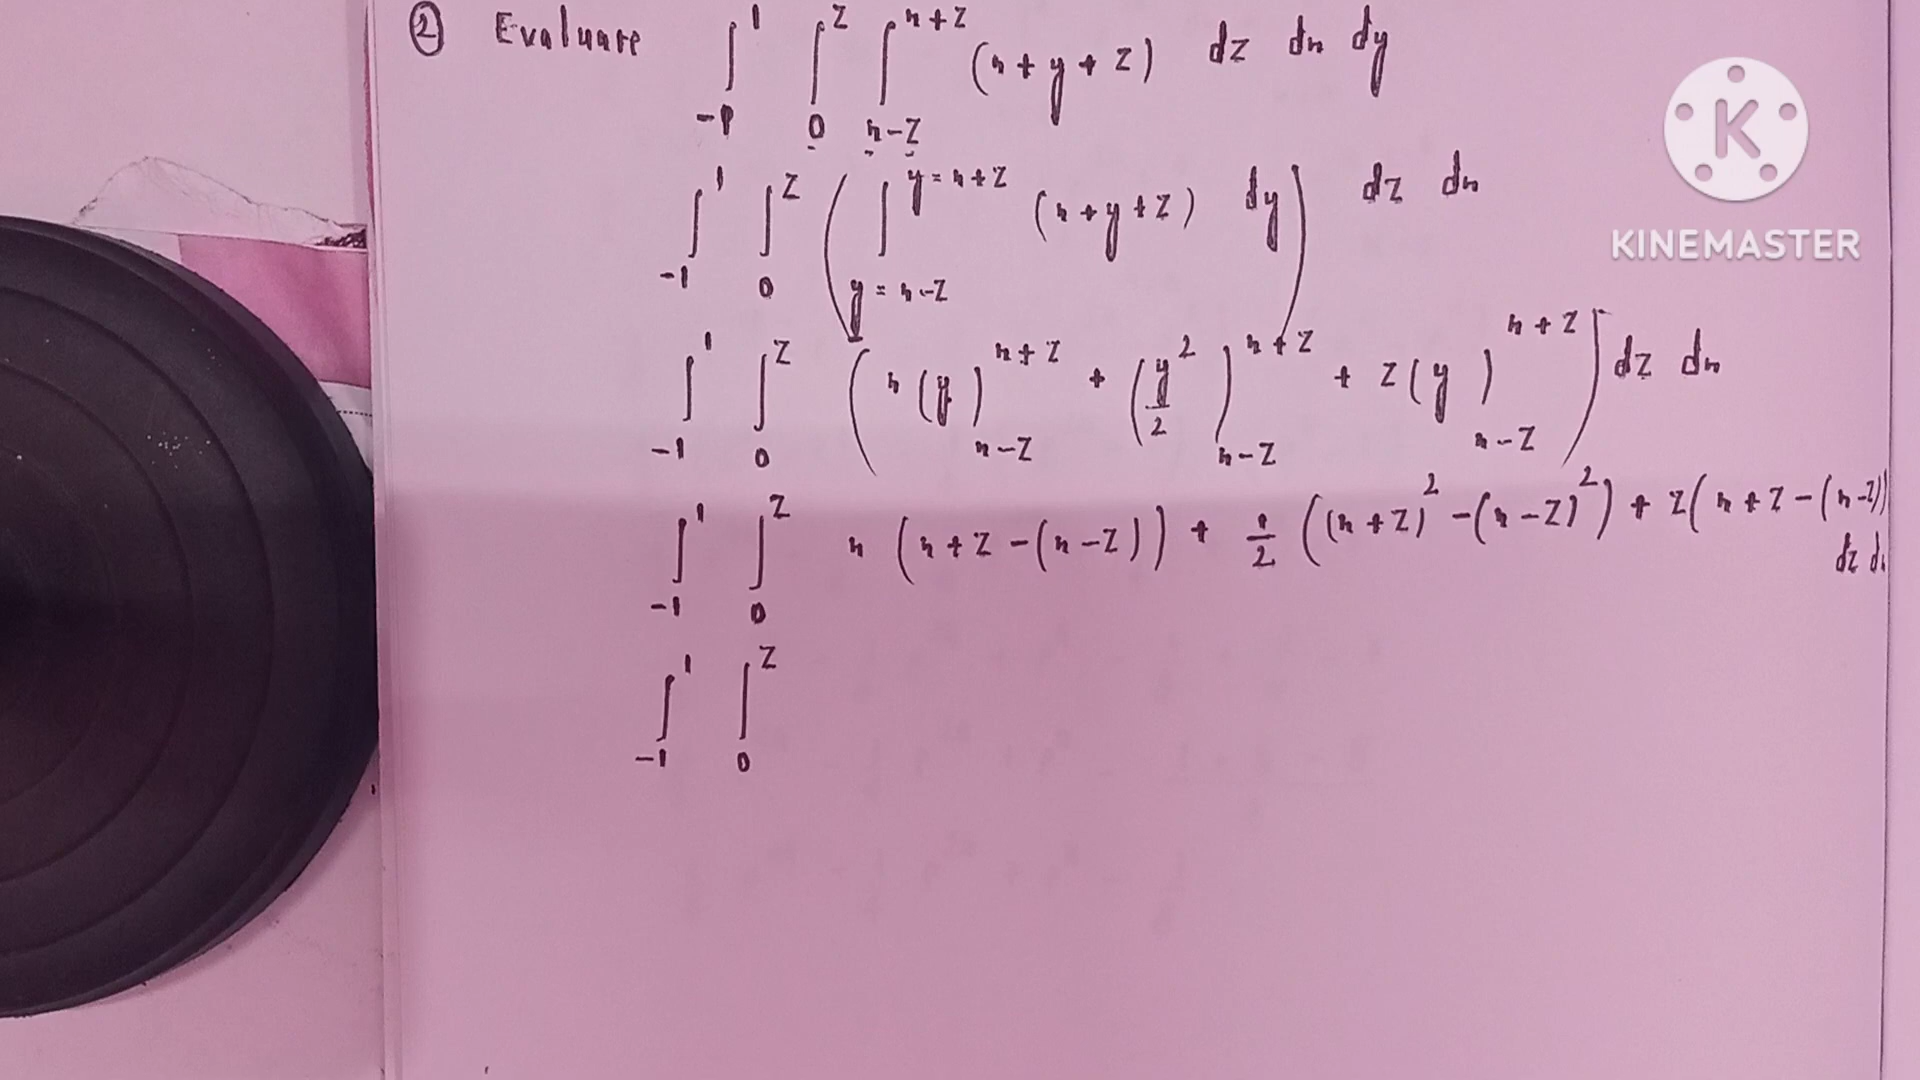 ② Evaluate ∫_{-1}^{1} ∫_{0}^{z} ∫_{x-z}^{x+z} (x+y+z) dz dx dy
∫_{-1}^{1} ∫_{0}^{z} ( ∫_{y=x-z}^{y=x+z} (x+y+z) dy ) dz dx
∫_{-1}^{1} ∫_{0}^{z} ( x(y)_{x-z}^{x+z} + (y²/2)_{x-z}^{x+z} + z(y)_{x-z}^{x+z} ) dz dx
∫_{-1}^{1} ∫_{0}^{z} x (x+z-(x-z)) + 1/2 ((x+z)² -(x-z)²) + z(x+z-(x-z))
dz dx
∫_{-1}^{1} ∫_{0}^{z}
KINEMASTER